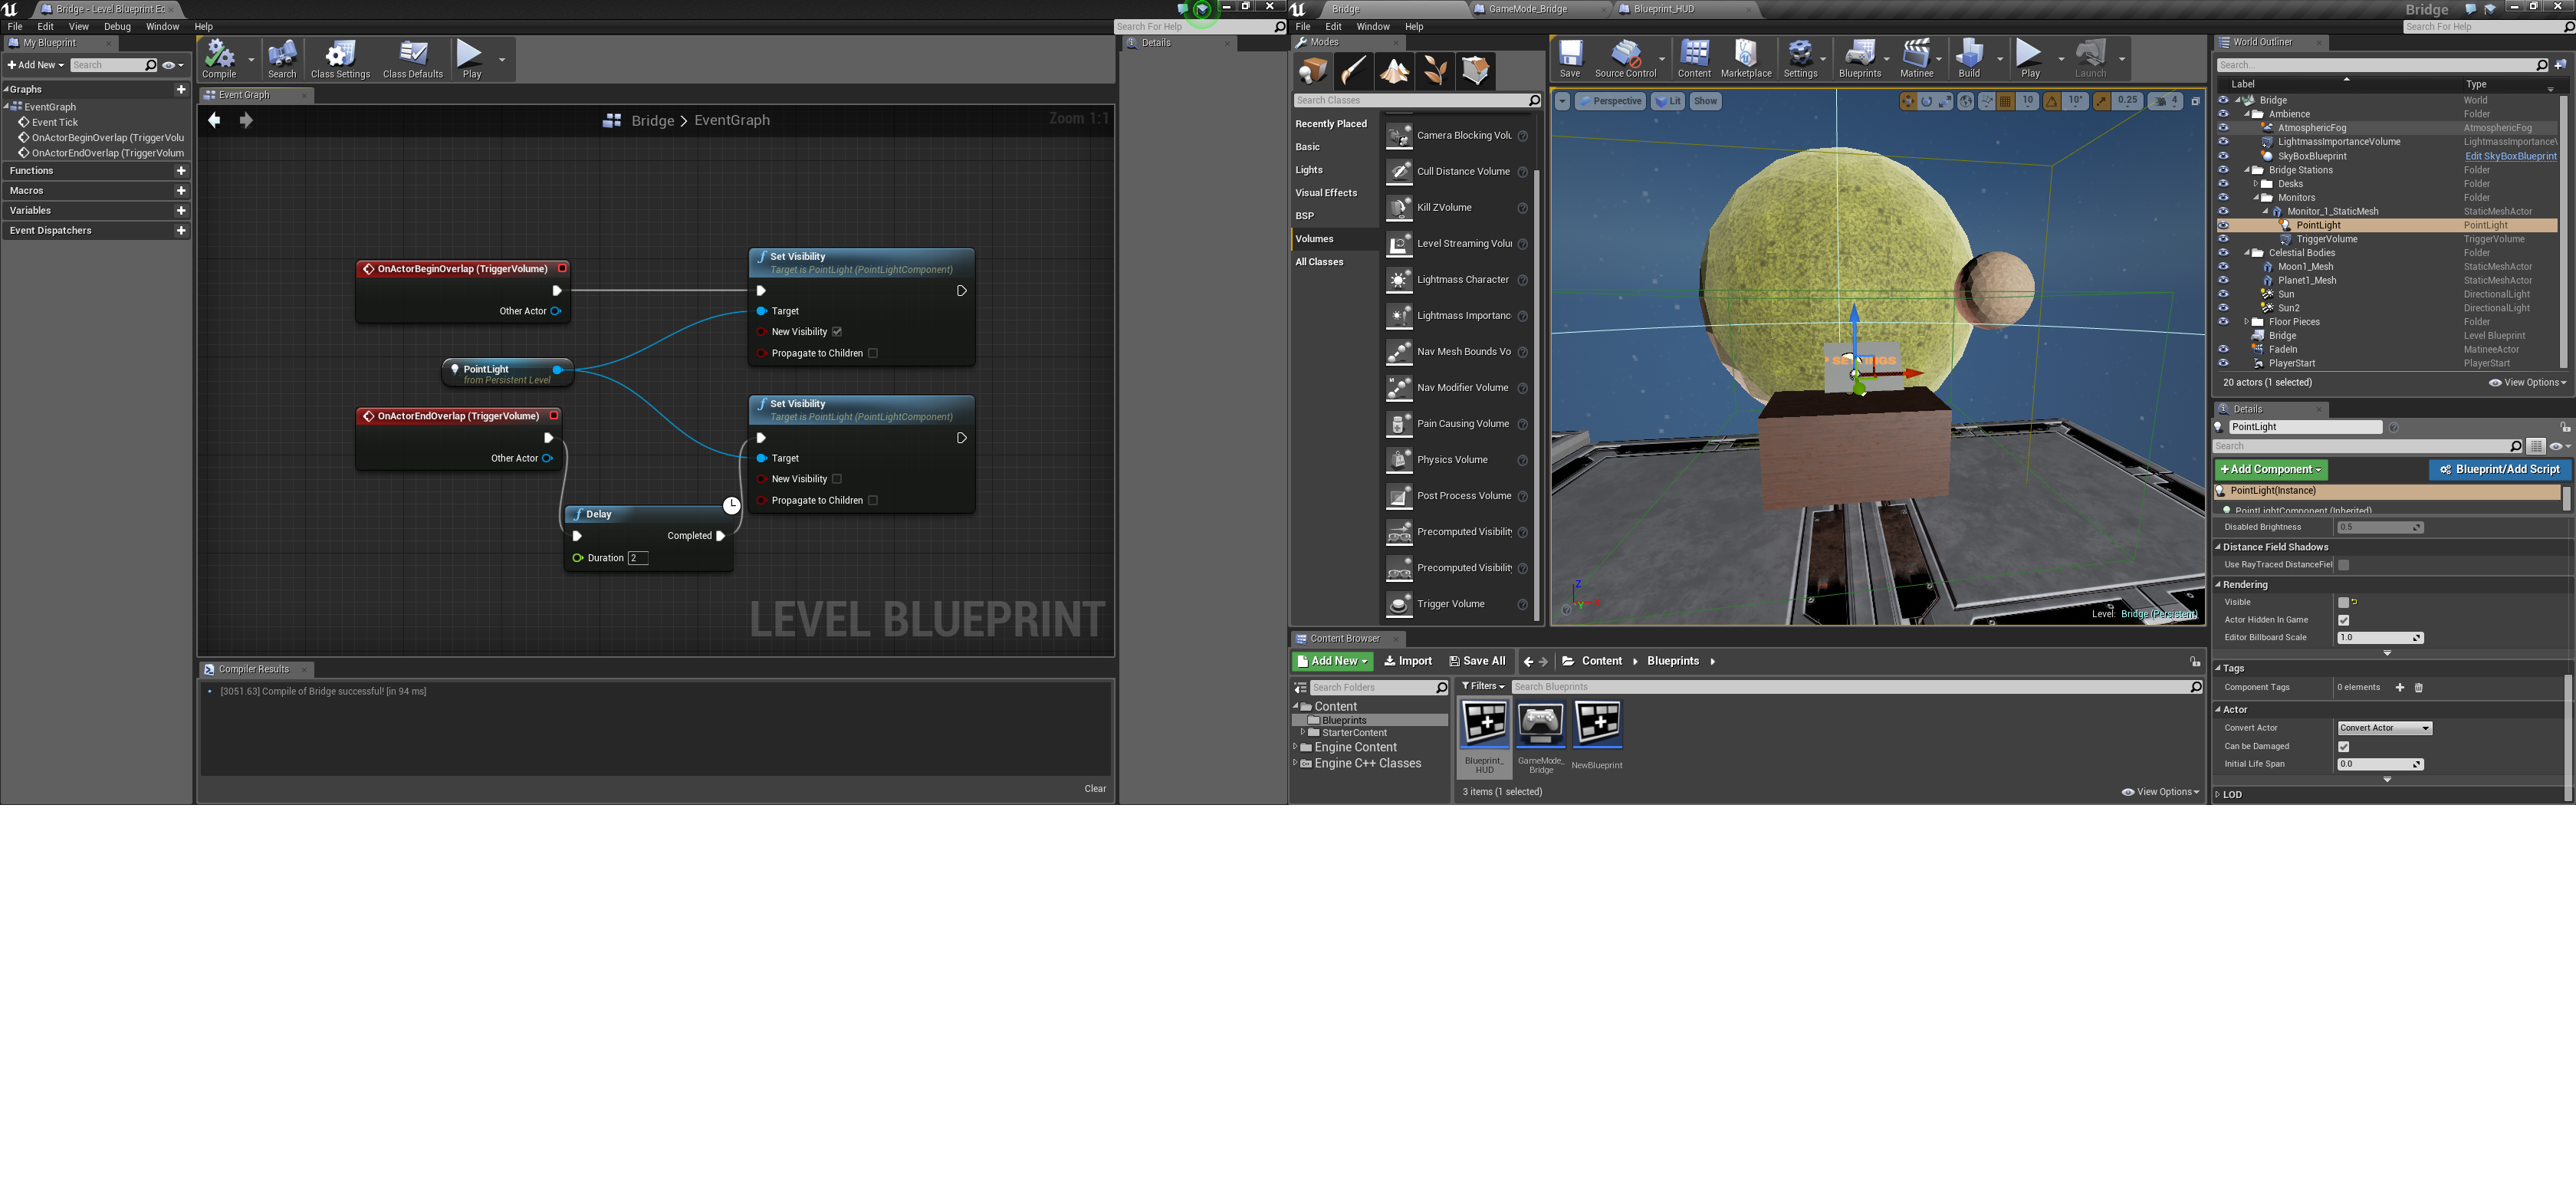 Bridge - Level Blueprint Ec
File Edit View Debug Window Help
Search For Help
My Blueprint
Add New Search
Graphs
EventGraph
Event Tick
OnActorBeginOverlap (TriggerVolu
OnActorEndOverlap (TriggerVolum
Functions
Macros
Variables
Event Dispatchers
Compile Search Class Settings Class Defaults Play
Event Graph
Bridge > EventGraph
Zoom 1:1
OnActorBeginOverlap (TriggerVolume)
Other Actor
Set Visibility
Target is PointLight (PointLightComponent)
Target
New Visibility
Propagate to Children
PointLight
from Persistent Level
OnActorEndOverlap (TriggerVolume)
Other Actor
Set Visibility
Target is PointLight (PointLightComponent)
Target
New Visibility
Propagate to Children
Delay
Completed
Duration 2
LEVEL BLUEPRINT
Compiler Results
[3051.63] Compile of Bridge successful! [in 94 ms]
Clear
Details
Bridge GameMode_Bridge Blueprint_HUD
Bridge
File Edit Window Help
Search For Help
Modes
Search Classes
Recently Placed
Basic
Lights
Visual Effects
BSP
Volumes
All Classes
Camera Blocking Volu
Cull Distance Volume
Kill ZVolume
Level Streaming Volu
Lightmass Character
Lightmass Importanc
Nav Mesh Bounds Vo
Nav Modifier Volume
Pain Causing Volume
Physics Volume
Post Process Volume
Precomputed Visibilit
Precomputed Visibilit
Trigger Volume
Save Source Control Content Marketplace Settings Blueprints Matinee Build Play Launch
Perspective Lit Show
10 10° 0.25 4
Level: Bridge (Persistent)
Content Browser
Add New Import Save All Content Blueprints
Search Folders
Filters Search Blueprints
Content
Blueprints
StarterContent
Engine Content
Engine C++ Classes
Blueprint_
HUD
GameMode_
Bridge
NewBlueprint
3 items (1 selected)
View Options
World Outliner
Search...
Label Type
Bridge World
Ambience Folder
AtmosphericFog AtmosphericFog
LightmassImportanceVolume LightmassImportanceV
SkyBoxBlueprint Edit SkyBoxBlueprint
Bridge Stations Folder
Desks Folder
Monitors Folder
Monitor_1_StaticMesh StaticMeshActor
PointLight PointLight
TriggerVolume TriggerVolume
Celestial Bodies Folder
Moon1_Mesh StaticMeshActor
Planet1_Mesh StaticMeshActor
Sun DirectionalLight
Sun2 DirectionalLight
Floor Pieces Folder
Bridge Level Blueprint
FadeIn MatineeActor
PlayerStart PlayerStart
20 actors (1 selected)
View Options
Details
PointLight
Search
Add Component
Blueprint/Add Script
PointLight(Instance)
PointLightComponent (Inherited)
Disabled Brightness 0.5
Distance Field Shadows
Use RayTraced DistanceFiel
Rendering
Visible
Actor Hidden In Game
Editor Billboard Scale 1.0
Tags
Component Tags 0 elements
Actor
Convert Actor Convert Actor
Can be Damaged
Initial Life Span 0.0
LOD